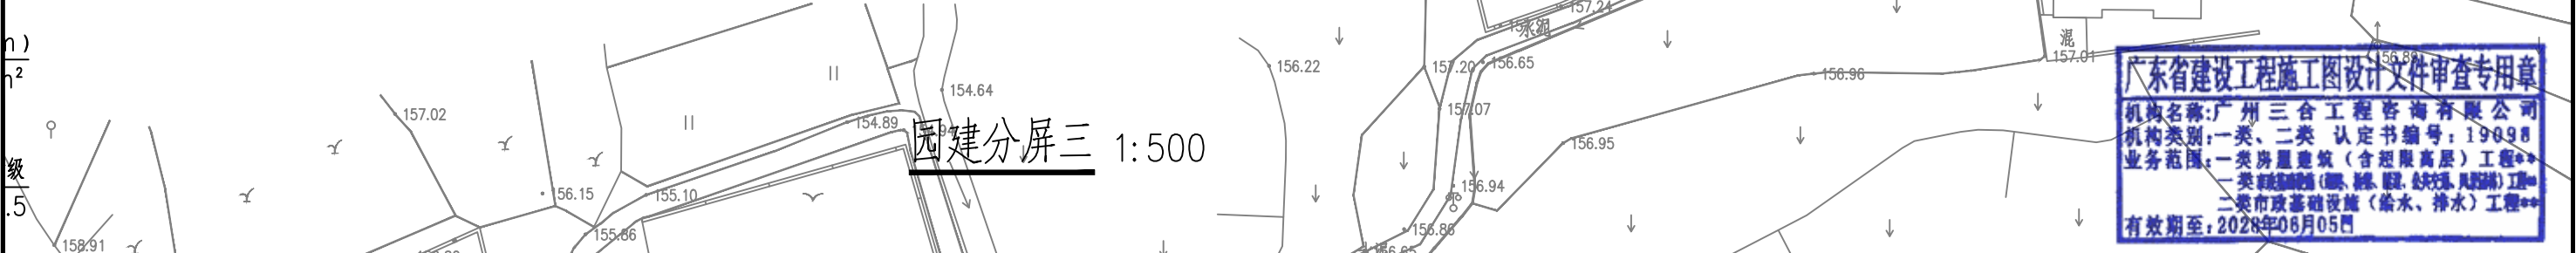 157.24
水泥
混
157.01
156.89
156.22
157.20
156.65
156.96
154.64
157.07
157.02
154.89
园建分屏三 1:500
156.95
级
156.15
155.10
156.94
.5
155.86
156.86
158.91
广东省建设工程施工图设计文件审查专用章
机构名称:广州三合工程咨询有限公司
机构类别:一类、二类 认定书编号:19098
业务范围:一类房屋建筑(含超限高层)工程**
二类市政基础设施(给水、排水)工程**
有效期至:2028年06月05日